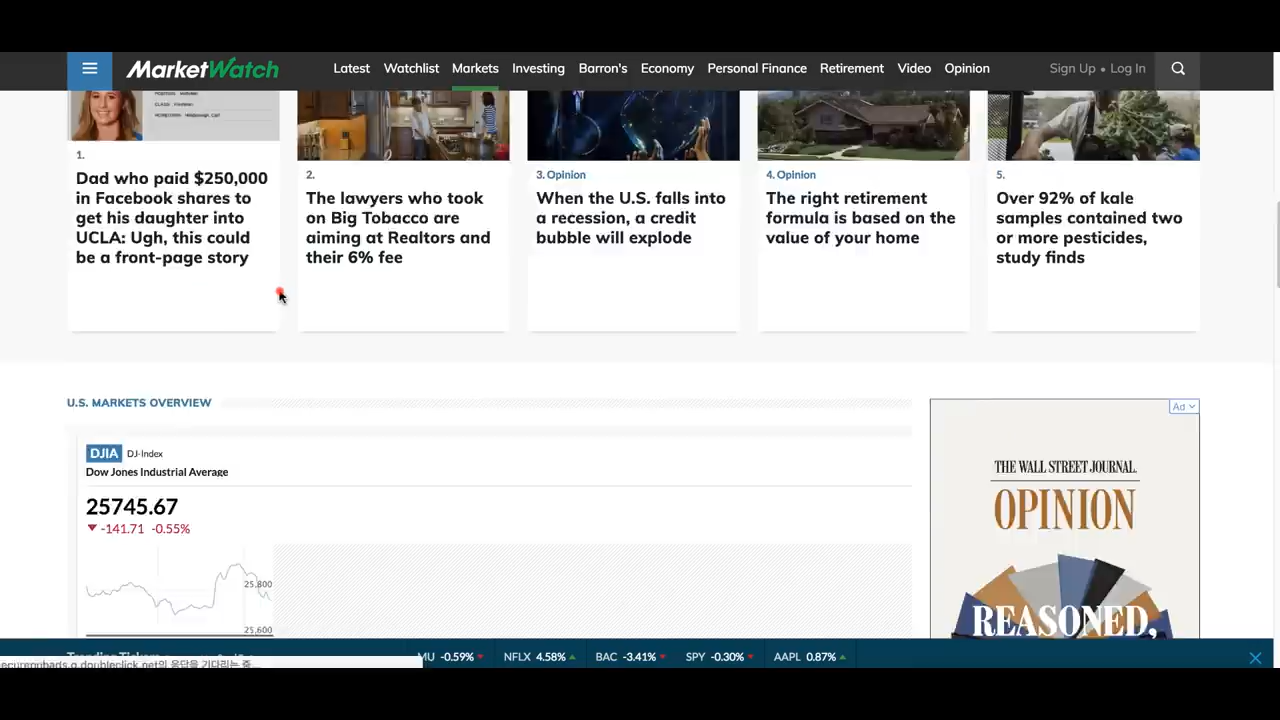 MarketWatch
Latest Watchlist Markets Investing Barron's Economy Personal Finance Retirement Video Opinion
Sign Up • Log In
1.
Dad who paid $250,000
in Facebook shares to
get his daughter into
UCLA: Ugh, this could
be a front-page story
2.
The lawyers who took
on Big Tobacco are
aiming at Realtors and
their 6% fee
3. Opinion
When the U.S. falls into
a recession, a credit
bubble will explode
4. Opinion
The right retirement
formula is based on the
value of your home
5.
Over 92% of kale
samples contained two
or more pesticides,
study finds
U.S. MARKETS OVERVIEW
DJIA DJ-Index
Dow Jones Industrial Average
25745.67
-141.71 -0.55%
25,800
25,600
Ad
THE WALL STREET JOURNAL.
OPINION
REASONED,
MU -0.59% NFLX 4.58% BAC -3.41% SPY -0.30% AAPL 0.87%